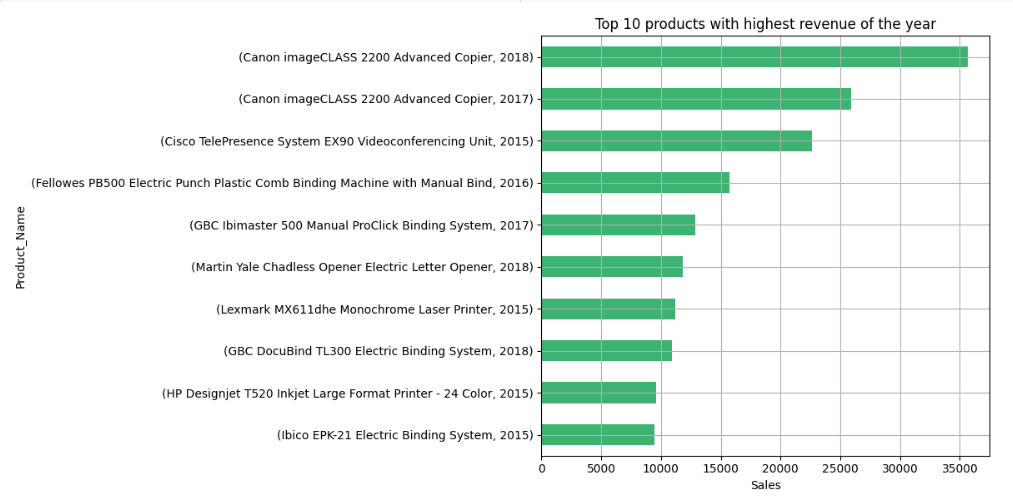 Top 10 products with highest revenue of the year
Product_Name
(Canon imageCLASS 2200 Advanced Copier, 2018)
(Canon imageCLASS 2200 Advanced Copier, 2017)
(Cisco TelePresence System EX90 Videoconferencing Unit, 2015)
(Fellowes PB500 Electric Punch Plastic Comb Binding Machine with Manual Bind, 2016)
(GBC Ibimaster 500 Manual ProClick Binding System, 2017)
(Martin Yale Chadless Opener Electric Letter Opener, 2018)
(Lexmark MX611dhe Monochrome Laser Printer, 2015)
(GBC DocuBind TL300 Electric Binding System, 2018)
(HP Designjet T520 Inkjet Large Format Printer - 24 Color, 2015)
(Ibico EPK-21 Electric Binding System, 2015)
0 5000 10000 15000 20000 25000 30000 35000
Sales